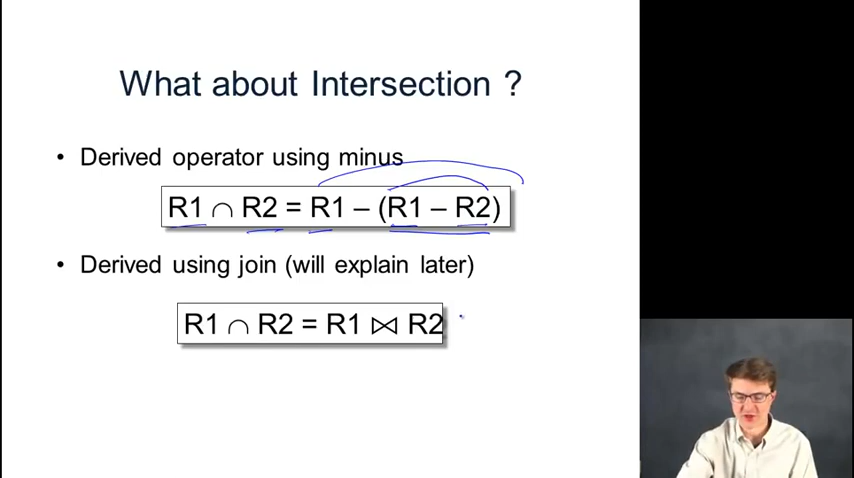 What about Intersection ?
• Derived operator using minus
R1 ∩ R2 = R1 – (R1 – R2)
• Derived using join (will explain later)
R1 ∩ R2 = R1 ⋈ R2